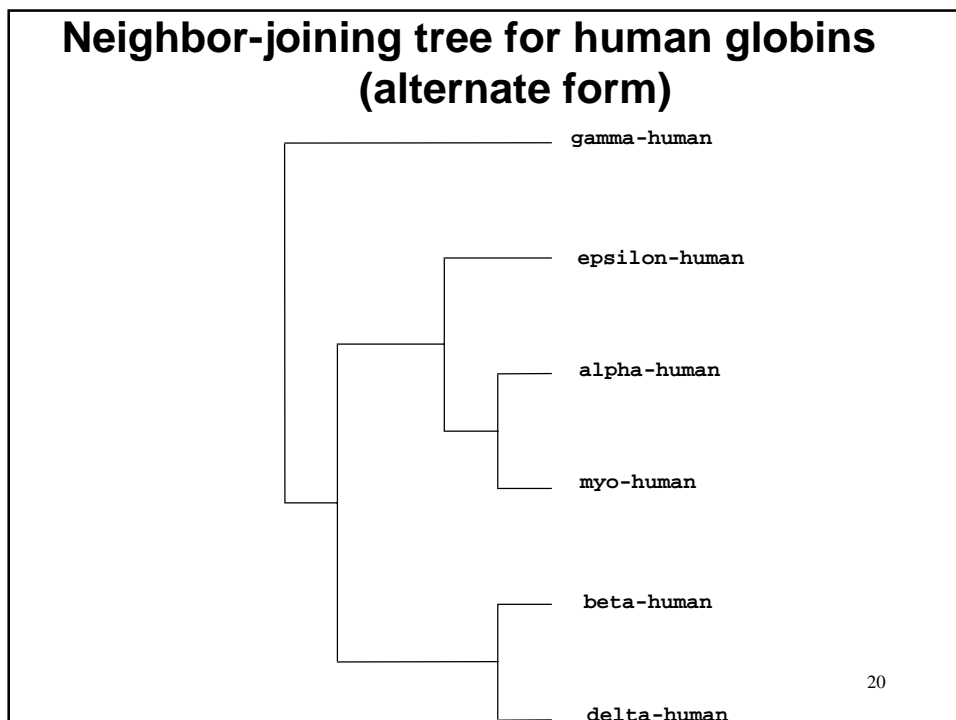 Neighbor-joining tree for human globins
(alternate form)
gamma-human
epsilon-human
alpha-human
myo-human
beta-human
20
delta-human